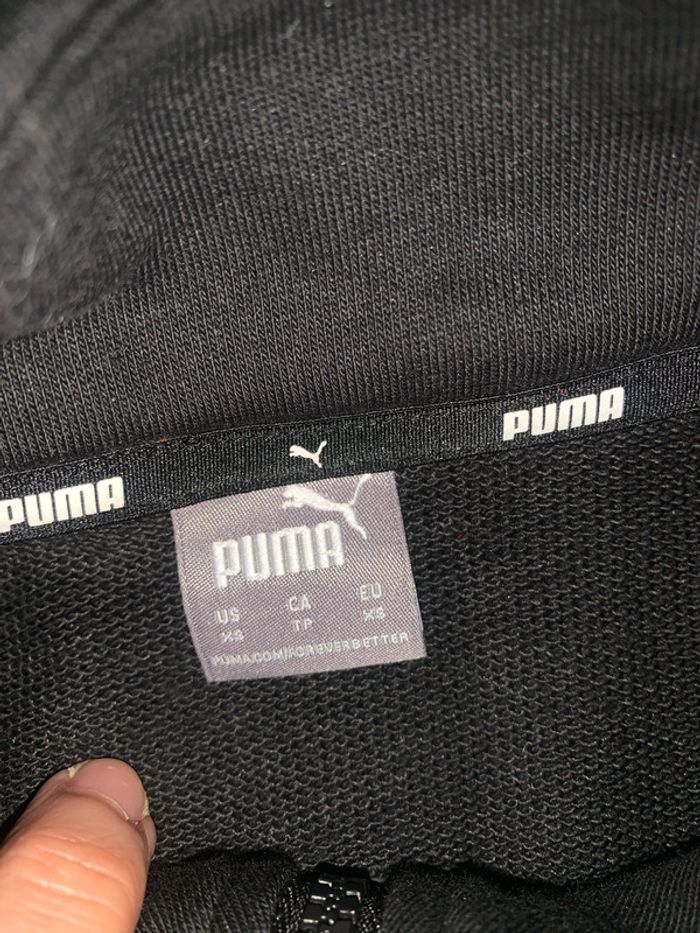 PUMA
PUMA
PUMA
US CA EU
XS TP XS
PUMA.COM/FOREVERBETTER